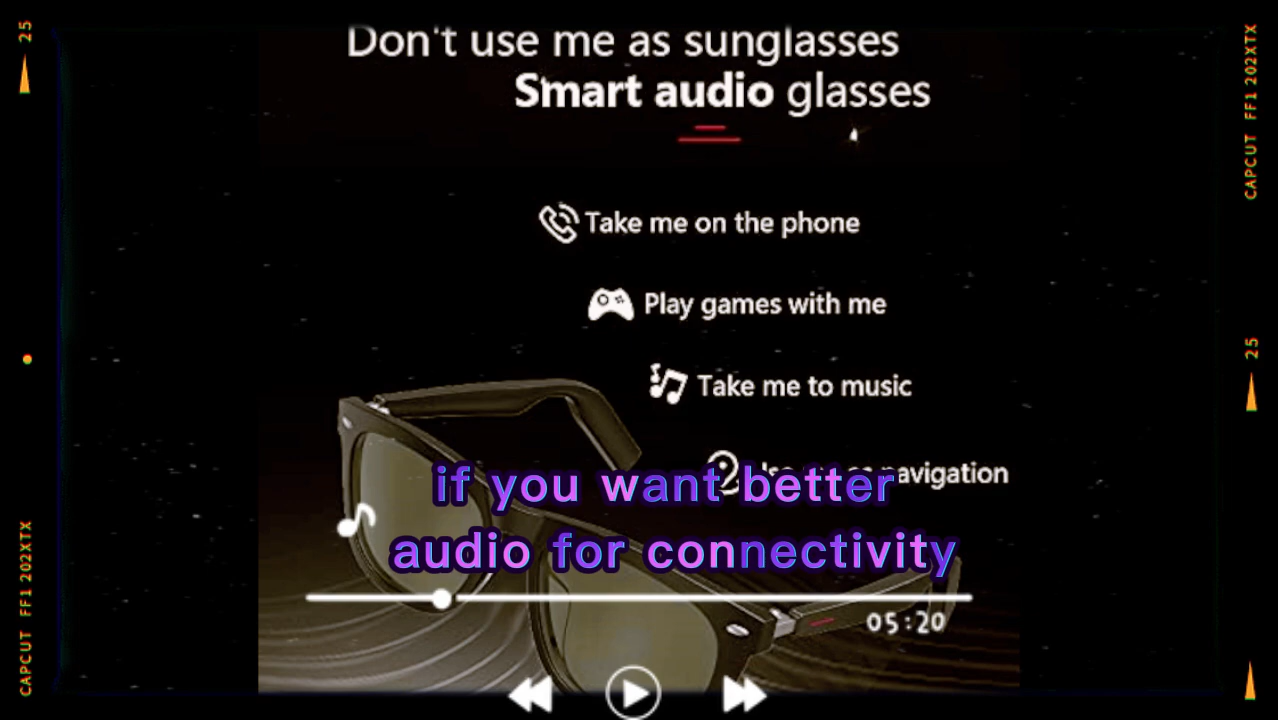 Don't use me as sunglasses
Smart audio glasses
Take me on the phone
Play games with me
Take me to music
navigation
if you want better
audio for connectivity
05:20
25
CAPCUT FF1 202XTX
CAPCUT FF1 202XTX
25